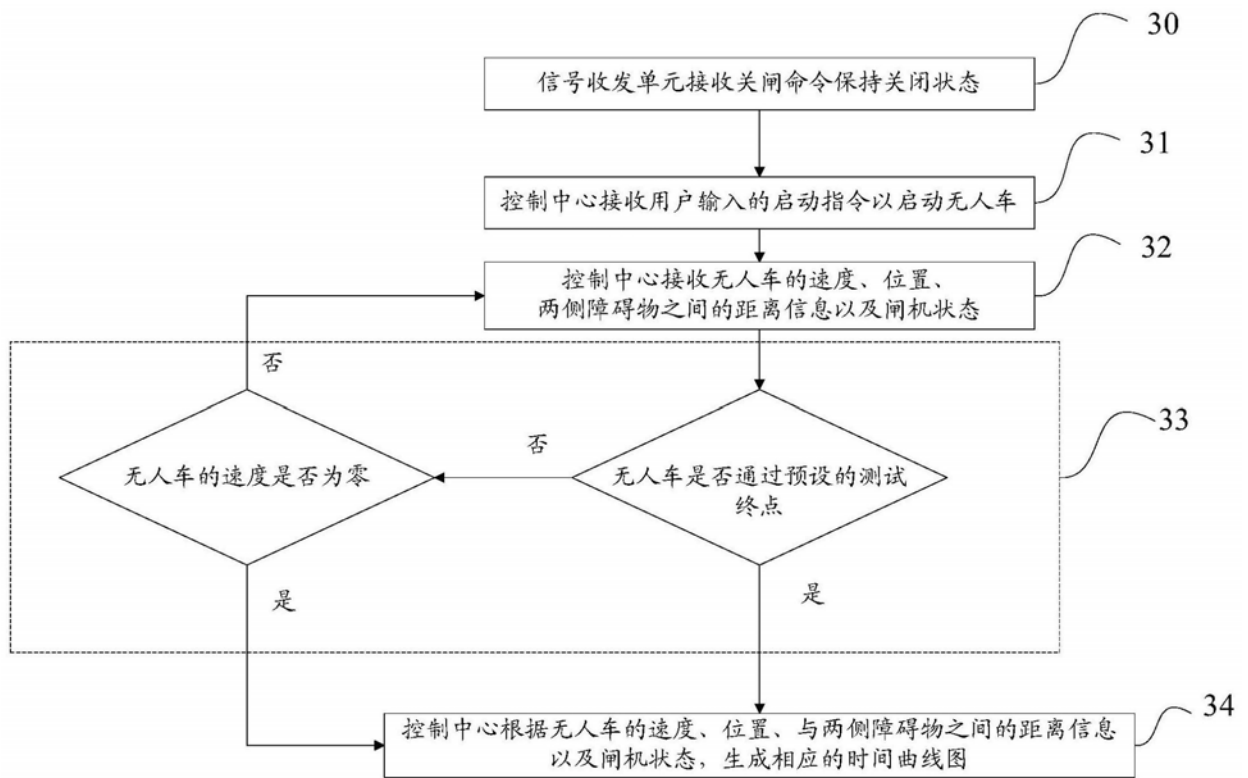 30
信号收发单元接收关闸命令保持关闭状态
31
控制中心接收用户输入的启动指令以启动无人车
32
控制中心接收无人车的速度、位置、
两侧障碍物之间的距离信息以及闸机状态
否
33
否
无人车的速度是否为零
无人车是否通过预设的测试
终点
是
是
34
控制中心根据无人车的速度、位置、与两侧障碍物之间的距离信息
以及闸机状态，生成相应的时间曲线图